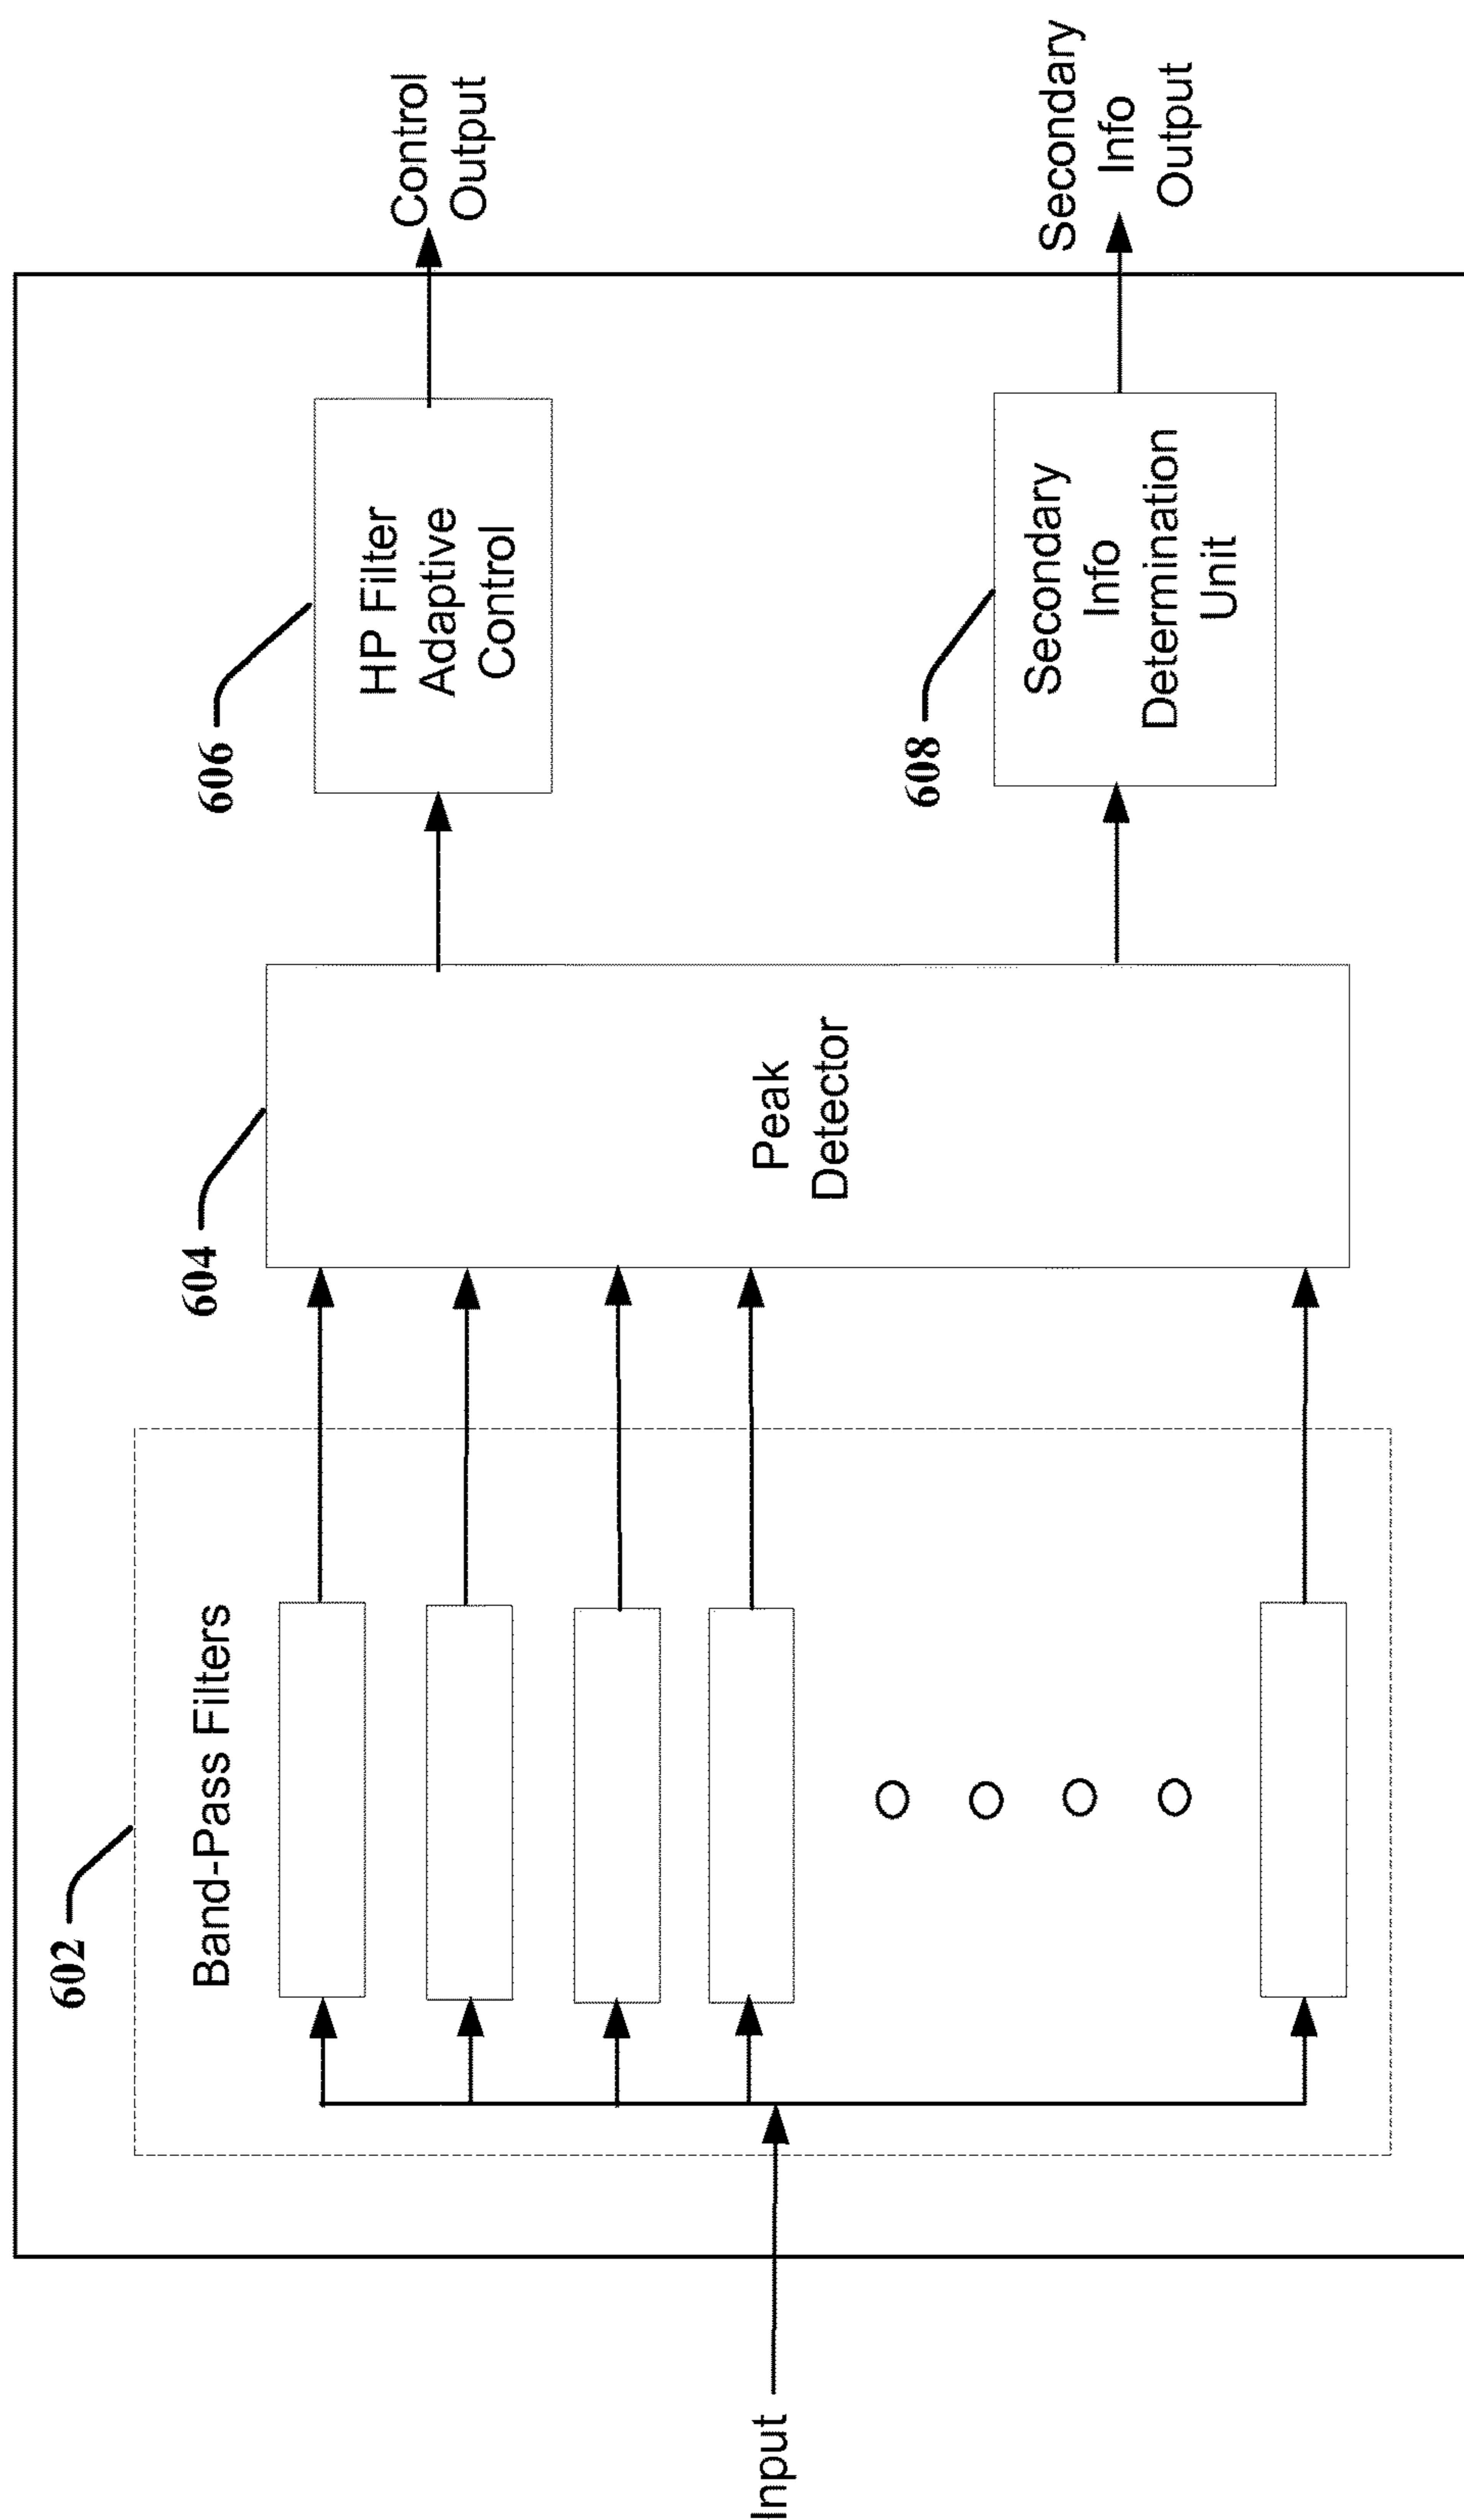 Input
602
Band-Pass Filters
604
Peak
Detector
606
HP Filter
Adaptive
Control
608
Secondary
Info
Determination
Unit
Control
Output
Secondary
Info
Output